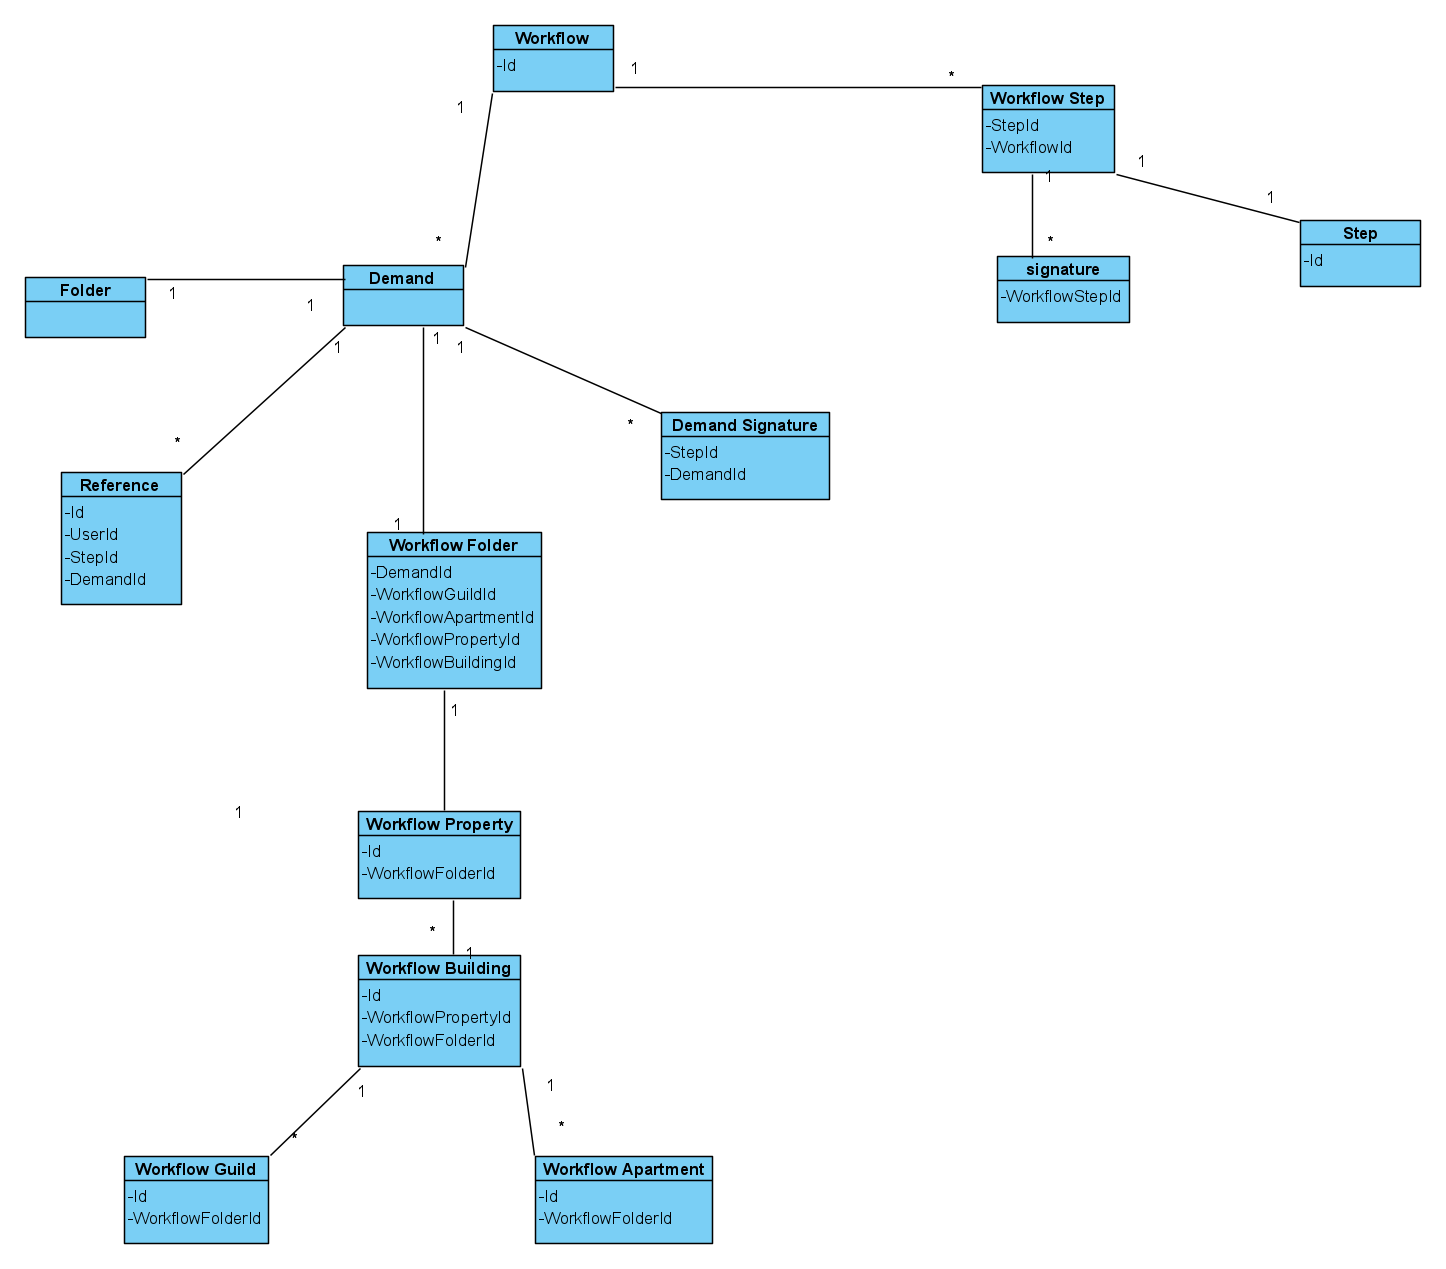 Workflow
-Id
1
*
1
Workflow Step
-StepId
-WorkflowId
1
1
1
Step
-Id
*
signature
-WorkflowStepId
*
Demand
Folder
1
1
1
1
1
*
Demand Signature
-StepId
-DemandId
*
Reference
-Id
-UserId
-StepId
-DemandId
1
Workflow Folder
-DemandId
-WorkflowGuildId
-WorkflowApartmentId
-WorkflowPropertyId
-WorkflowBuildingId
1
1
Workflow Property
-Id
-WorkflowFolderId
*
1
Workflow Building
-Id
-WorkflowPropertyId
-WorkflowFolderId
1
1
*
*
Workflow Guild
-Id
-WorkflowFolderId
Workflow Apartment
-Id
-WorkflowFolderId